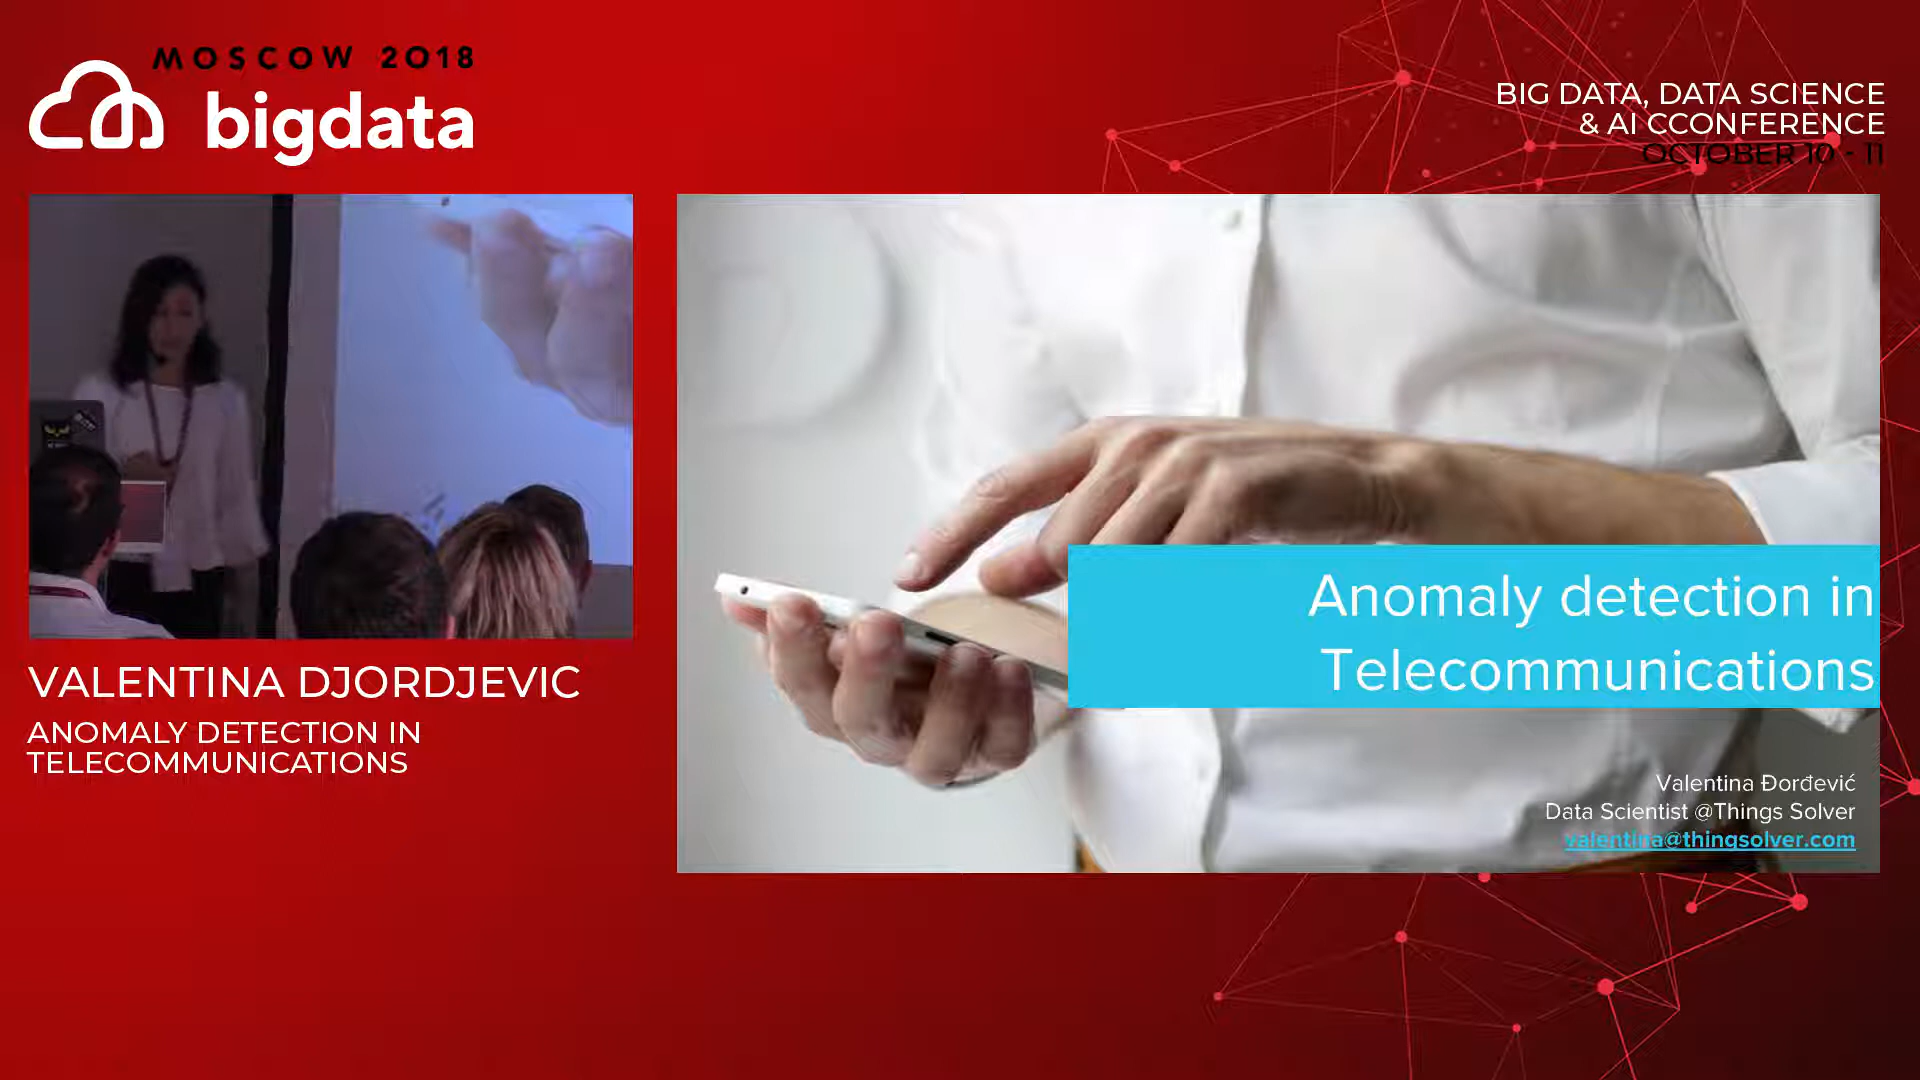 MOSCOW 2018
bigdata
BIG DATA, DATA SCIENCE
& AI CCONFERENCE
OCTOBER 10 - 11
VALENTINA DJORDJEVIC
ANOMALY DETECTION IN
TELECOMMUNICATIONS
Anomaly detection in
Telecommunications
Valentina Đorđević
Data Scientist @Things Solver
valentina@thingsolver.com